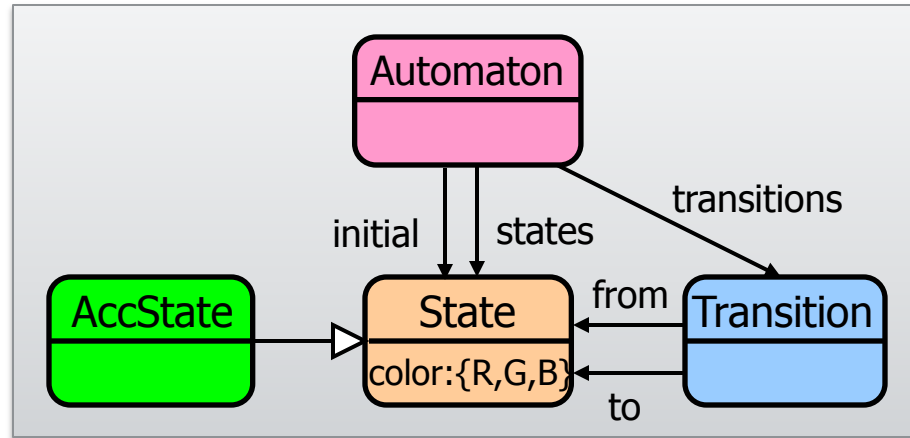 Automaton
transitions
initial
states
AccState
State
from
Transition
color:{R,G,B}
to